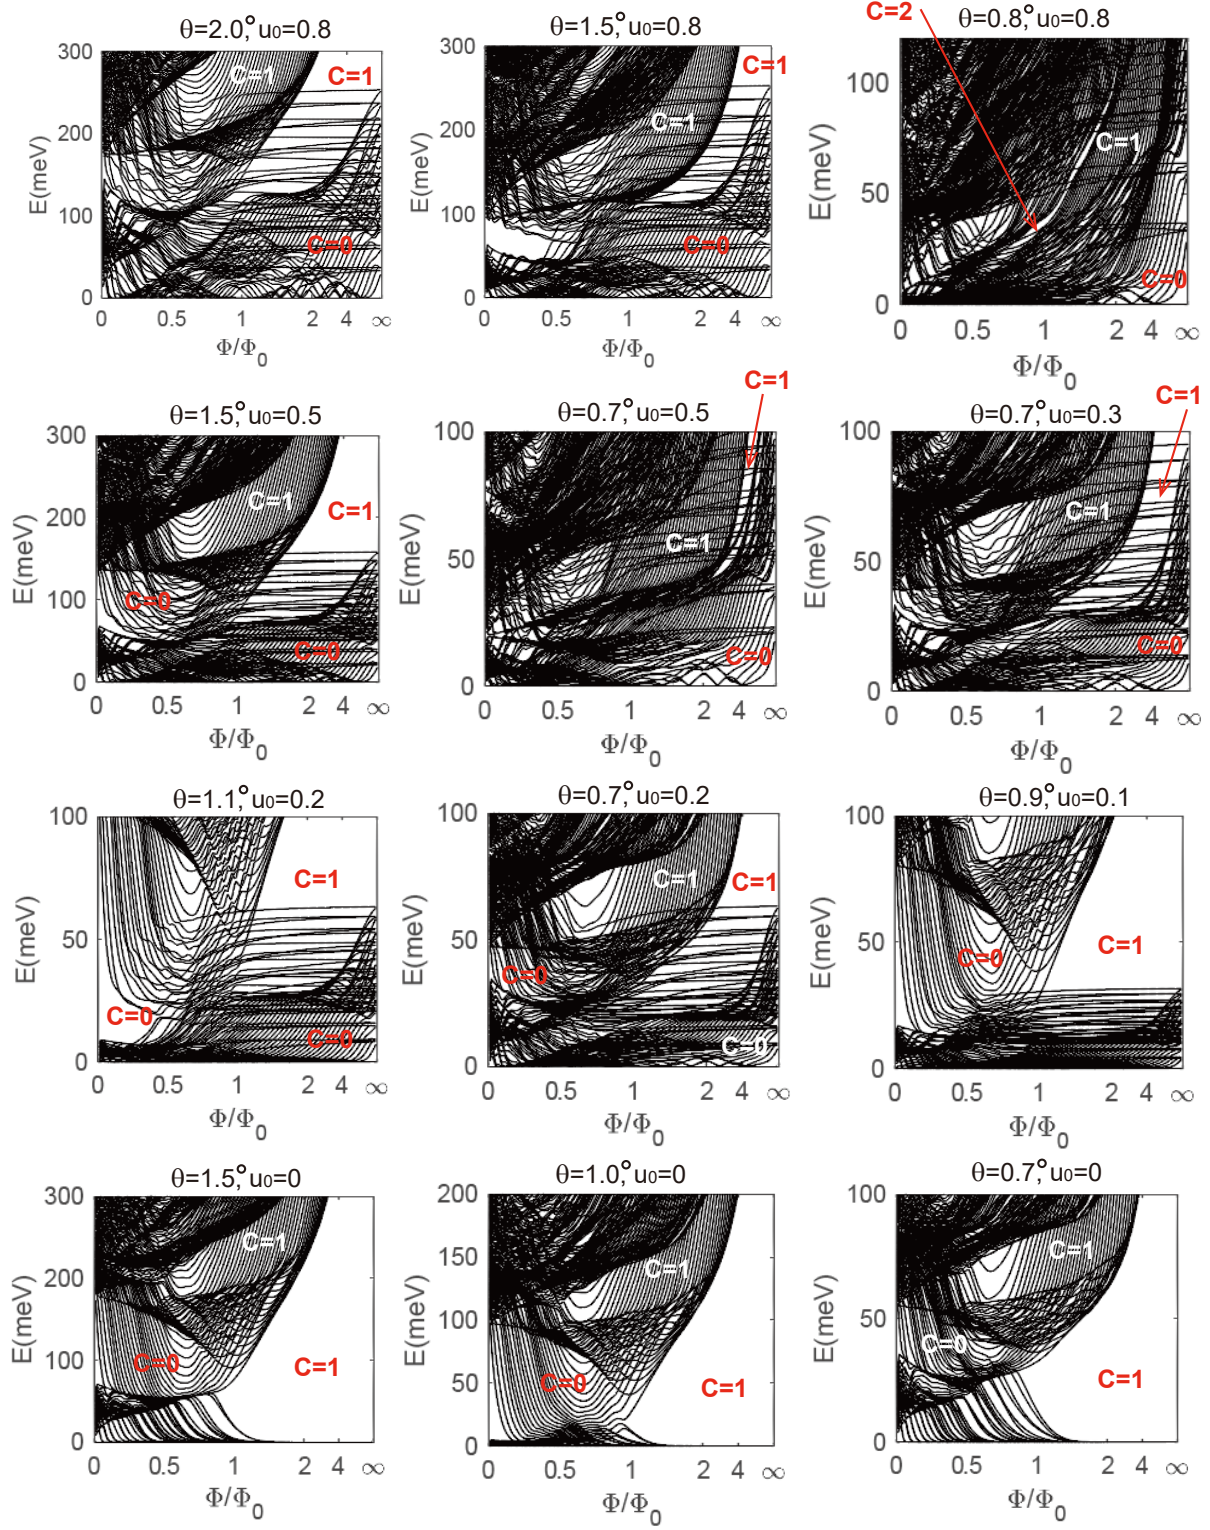 C=2
θ=2.0,° u₀=0.8
θ=1.5,° u₀=0.8
θ=0.8,° u₀=0.8
E(meV)
300
200
100
0
C=1
C=1
C=0
0 0.5 1 2 4 ∞
Φ/Φ₀
E(meV)
300
200
100
0
C=1
C=1
C=0
0 0.5 1 2 4 ∞
Φ/Φ₀
E(meV)
100
50
0
C=1
C=0
0 0.5 1 2 4 ∞
Φ/Φ₀
θ=1.5,° u₀=0.5
E(meV)
300
200
100
0
C=1
C=1
C=0
C=0
0 0.5 1 2 4 ∞
Φ/Φ₀
C=1
θ=0.7,° u₀=0.5
E(meV)
100
50
0
C=1
C=0
0 0.5 1 2 4 ∞
Φ/Φ₀
C=1
θ=0.7,° u₀=0.3
E(meV)
100
50
0
C=1
C=0
0 0.5 1 2 4 ∞
Φ/Φ₀
θ=1.1,° u₀=0.2
E(meV)
100
50
0
C=1
C=0
C=0
0 0.5 1 2 4 ∞
Φ/Φ₀
θ=0.7,° u₀=0.2
E(meV)
100
50
0
C=1
C=1
C=0
C=0
0 0.5 1 2 4 ∞
Φ/Φ₀
θ=0.9,° u₀=0.1
E(meV)
100
50
0
C=0
C=1
0 0.5 1 2 4 ∞
Φ/Φ₀
θ=1.5,° u₀=0
E(meV)
300
200
100
0
C=1
C=0
C=1
0 0.5 1 2 4 ∞
Φ/Φ₀
θ=1.0,° u₀=0
E(meV)
200
150
100
50
0
C=1
C=0
C=1
0 0.5 1 2 4 ∞
Φ/Φ₀
θ=0.7,° u₀=0
E(meV)
100
50
0
C=1
C=0
C=1
0 0.5 1 2 4 ∞
Φ/Φ₀